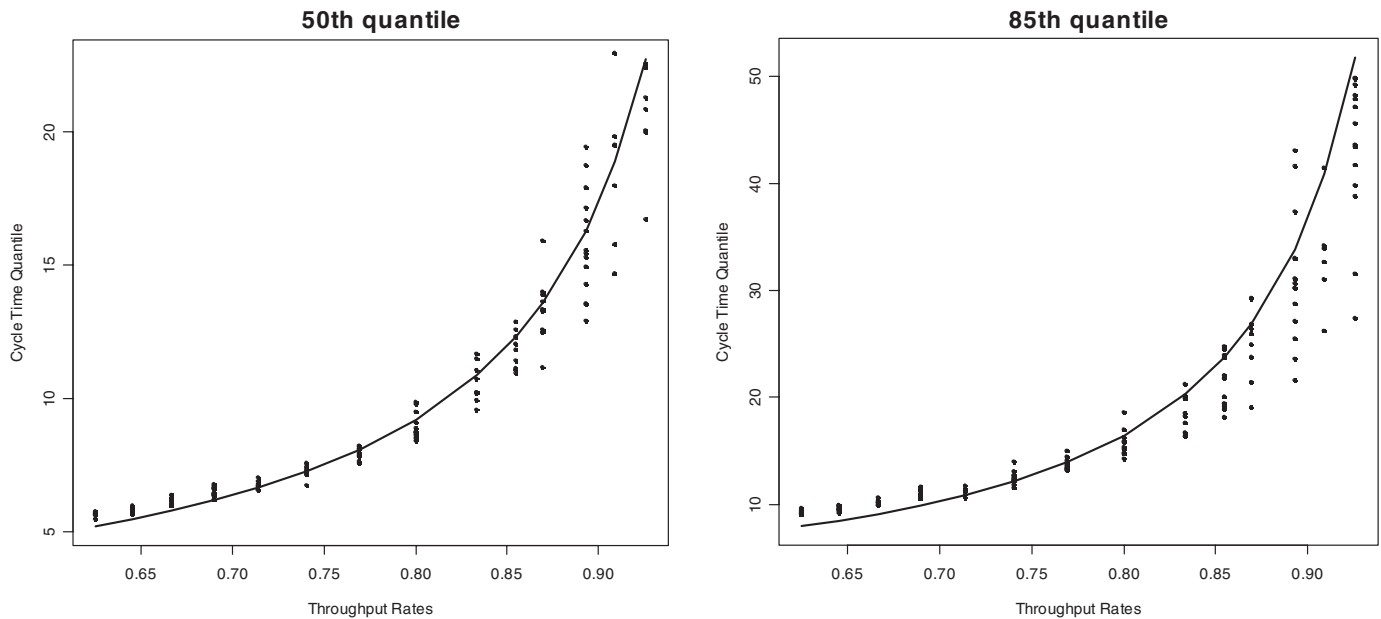 50th quantile
85th quantile
Cycle Time Quantile
20
15
10
5
0.65 0.70 0.75 0.80 0.85 0.90
Throughput Rates
Cycle Time Quantile
50
40
30
20
10
0.65 0.70 0.75 0.80 0.85 0.90
Throughput Rates